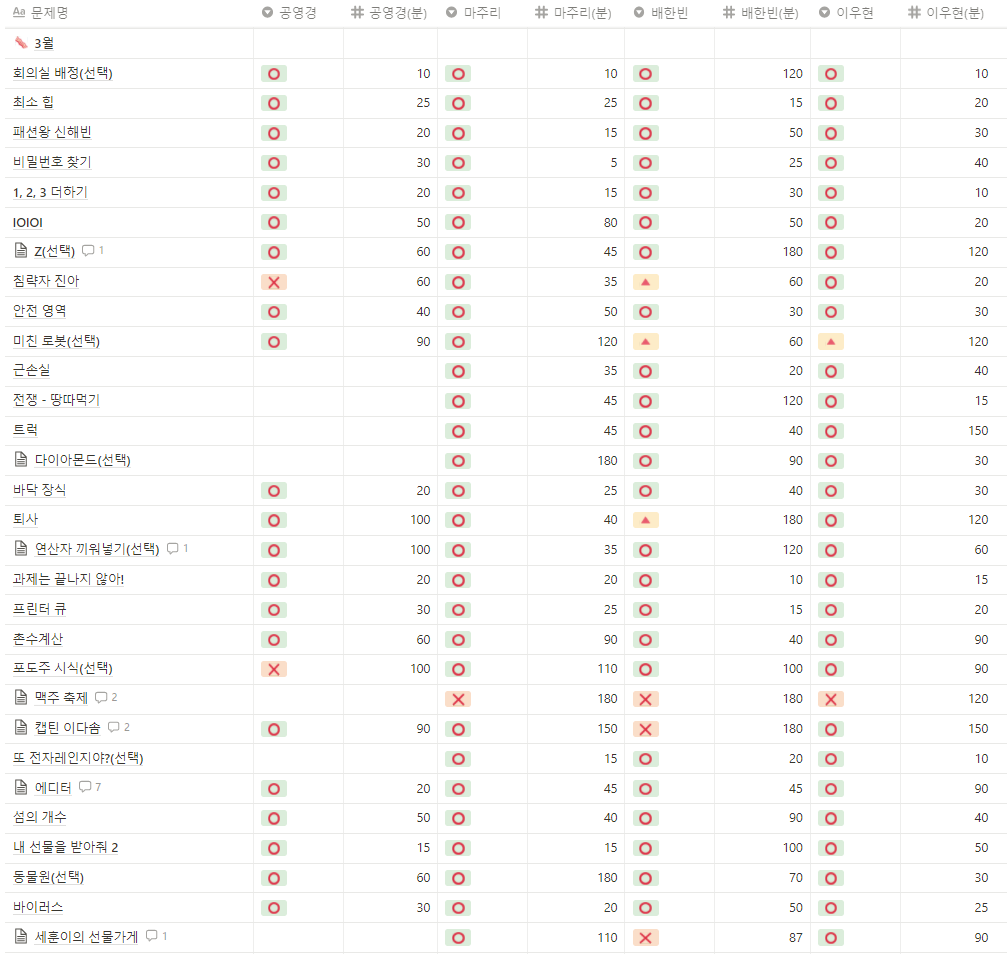 Aa 문제명 공영경 # 공영경(분) 마주리 # 마주리(분) 배한빈 # 배한빈(분) 이우현 # 이우현(분)
3월
회의실 배정(선택) ⭕ 10 ⭕ 10 ⭕ 120 ⭕ 10
최소 힙 ⭕ 25 ⭕ 25 ⭕ 15 ⭕ 20
패션왕 신해빈 ⭕ 20 ⭕ 15 ⭕ 50 ⭕ 30
비밀번호 찾기 ⭕ 30 ⭕ 5 ⭕ 25 ⭕ 40
1, 2, 3 더하기 ⭕ 20 ⭕ 15 ⭕ 30 ⭕ 10
IOIOI ⭕ 50 ⭕ 80 ⭕ 50 ⭕ 20
Z(선택) 1 ⭕ 60 ⭕ 45 ⭕ 180 ⭕ 120
침략자 진아 ❌ 60 ⭕ 35 🔺 60 ⭕ 20
안전 영역 ⭕ 40 ⭕ 50 ⭕ 30 ⭕ 30
미친 로봇(선택) ⭕ 90 ⭕ 120 🔺 60 🔺 120
근손실 ⭕ 35 ⭕ 20 ⭕ 40
전쟁 - 땅따먹기 ⭕ 45 ⭕ 120 ⭕ 15
트럭 ⭕ 45 ⭕ 40 ⭕ 150
다이아몬드(선택) ⭕ 180 ⭕ 90 ⭕ 30
바닥 장식 ⭕ 20 ⭕ 25 ⭕ 40 ⭕ 30
퇴사 ⭕ 100 ⭕ 40 🔺 180 ⭕ 120
연산자 끼워넣기(선택) 1 ⭕ 100 ⭕ 35 ⭕ 120 ⭕ 60
과제는 끝나지 않아! ⭕ 20 ⭕ 20 ⭕ 10 ⭕ 15
프린터 큐 ⭕ 30 ⭕ 25 ⭕ 15 ⭕ 20
촌수계산 ⭕ 60 ⭕ 90 ⭕ 40 ⭕ 90
포도주 시식(선택) ❌ 100 ⭕ 110 ⭕ 100 ⭕ 90
맥주 축제 2 ❌ 180 ❌ 180 ❌ 120
캡틴 이다솜 2 ⭕ 90 ⭕ 150 ❌ 180 ⭕ 150
또 전자레인지야?(선택) ⭕ 15 ⭕ 20 ⭕ 10
에디터 7 ⭕ 20 ⭕ 45 ⭕ 45 ⭕ 90
섬의 개수 ⭕ 50 ⭕ 40 ⭕ 90 ⭕ 40
내 선물을 받아줘 2 ⭕ 15 ⭕ 15 ⭕ 100 ⭕ 50
동물원(선택) ⭕ 60 ⭕ 180 ⭕ 70 ⭕ 30
바이러스 ⭕ 30 ⭕ 20 ⭕ 50 ⭕ 25
세훈이의 선물가게 1 ⭕ 110 ❌ 87 ⭕ 90